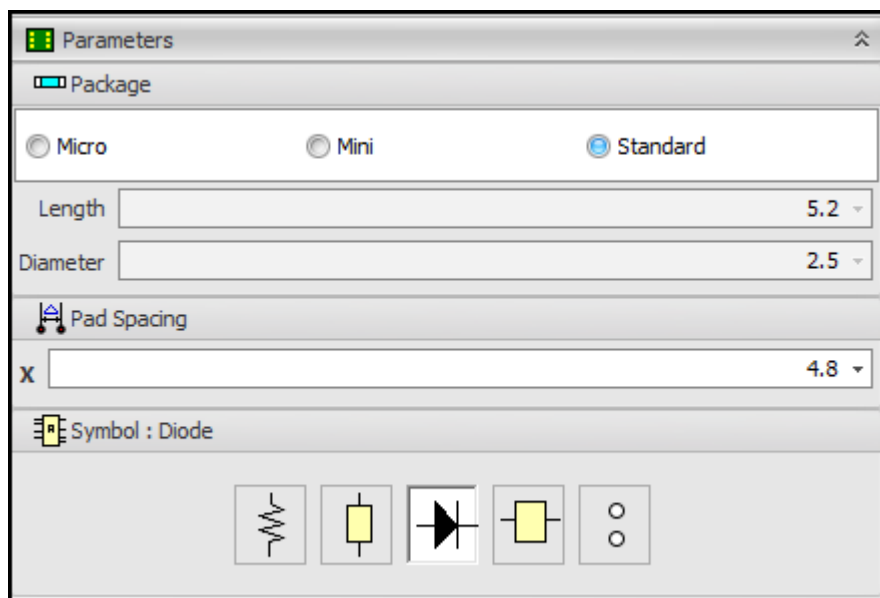 Parameters
Package
Micro Mini Standard
Length 5.2
Diameter 2.5
Pad Spacing
X 4.8
Symbol : Diode